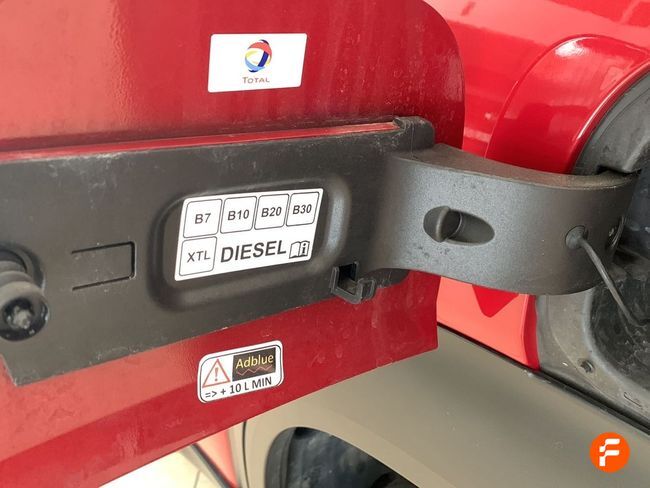 TOTAL
B7 B10 B20 B30
XTL DIESEL
Adblue
=> + 10 L MIN